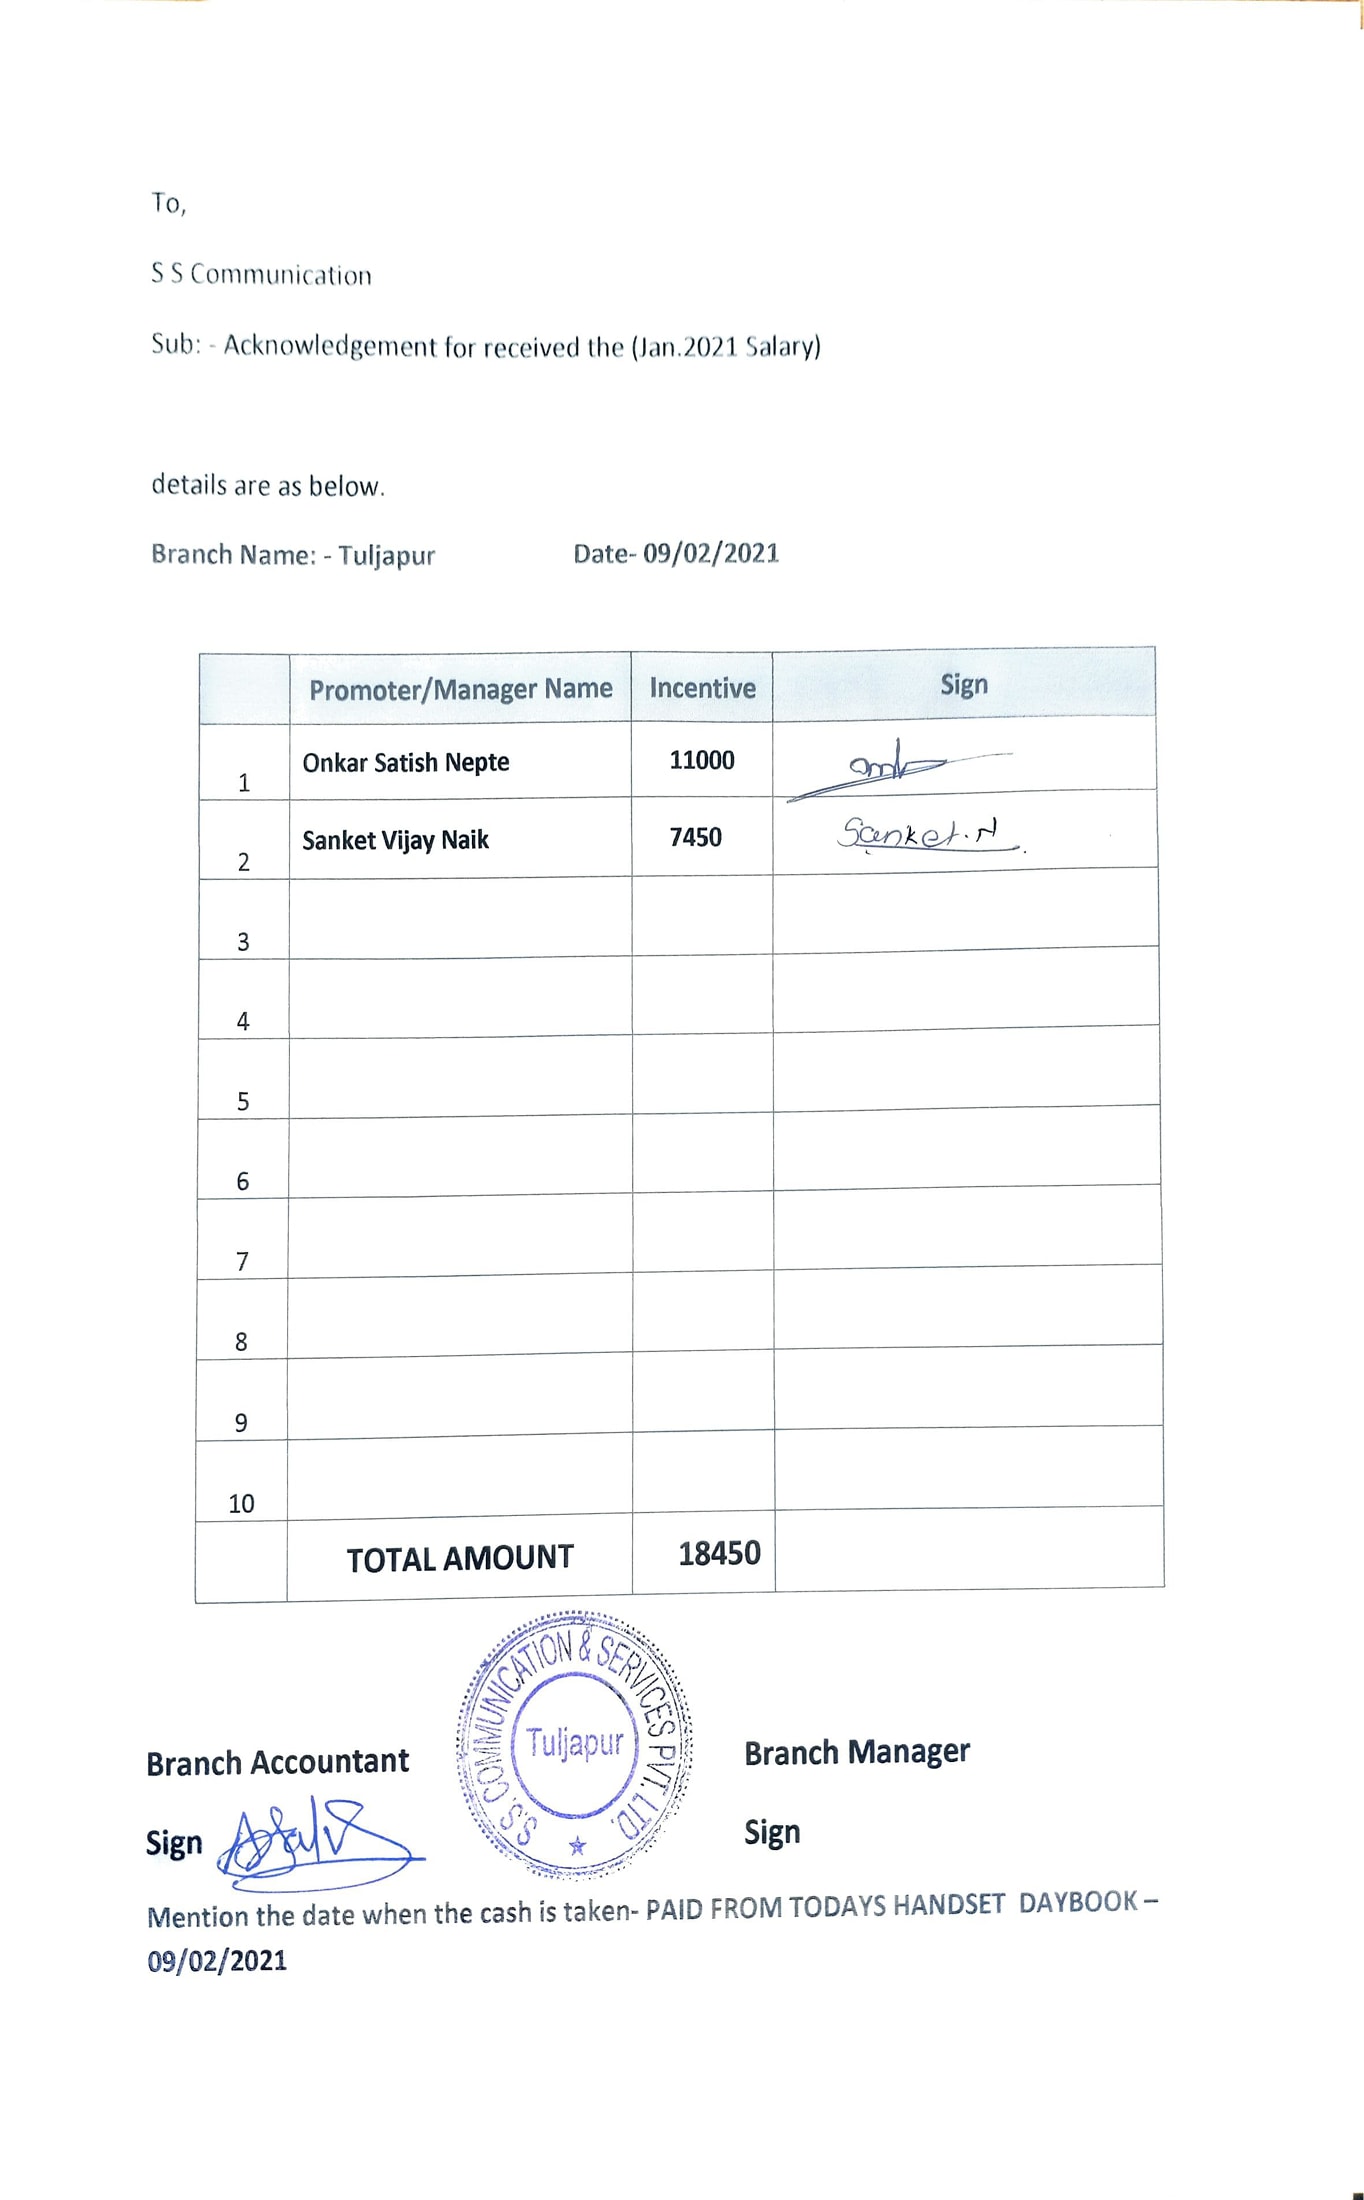 To,
S S Communication
Sub: - Acknowledgement for received the (Jan.2021 Salary)
details are as below.
Branch Name: - Tuljapur Date- 09/02/2021
Promoter/Manager Name Incentive Sign
1 Onkar Satish Nepte 11000
2 Sanket Vijay Naik 7450 Sanket.N
3
4
5
6
7
8
9
10
TOTAL AMOUNT 18450
S.S. COMMUNICATION & SERVICES PVT. LTD.
Tuljapur
Branch Accountant Branch Manager
Sign Sign
Mention the date when the cash is taken- PAID FROM TODAYS HANDSET DAYBOOK –
09/02/2021